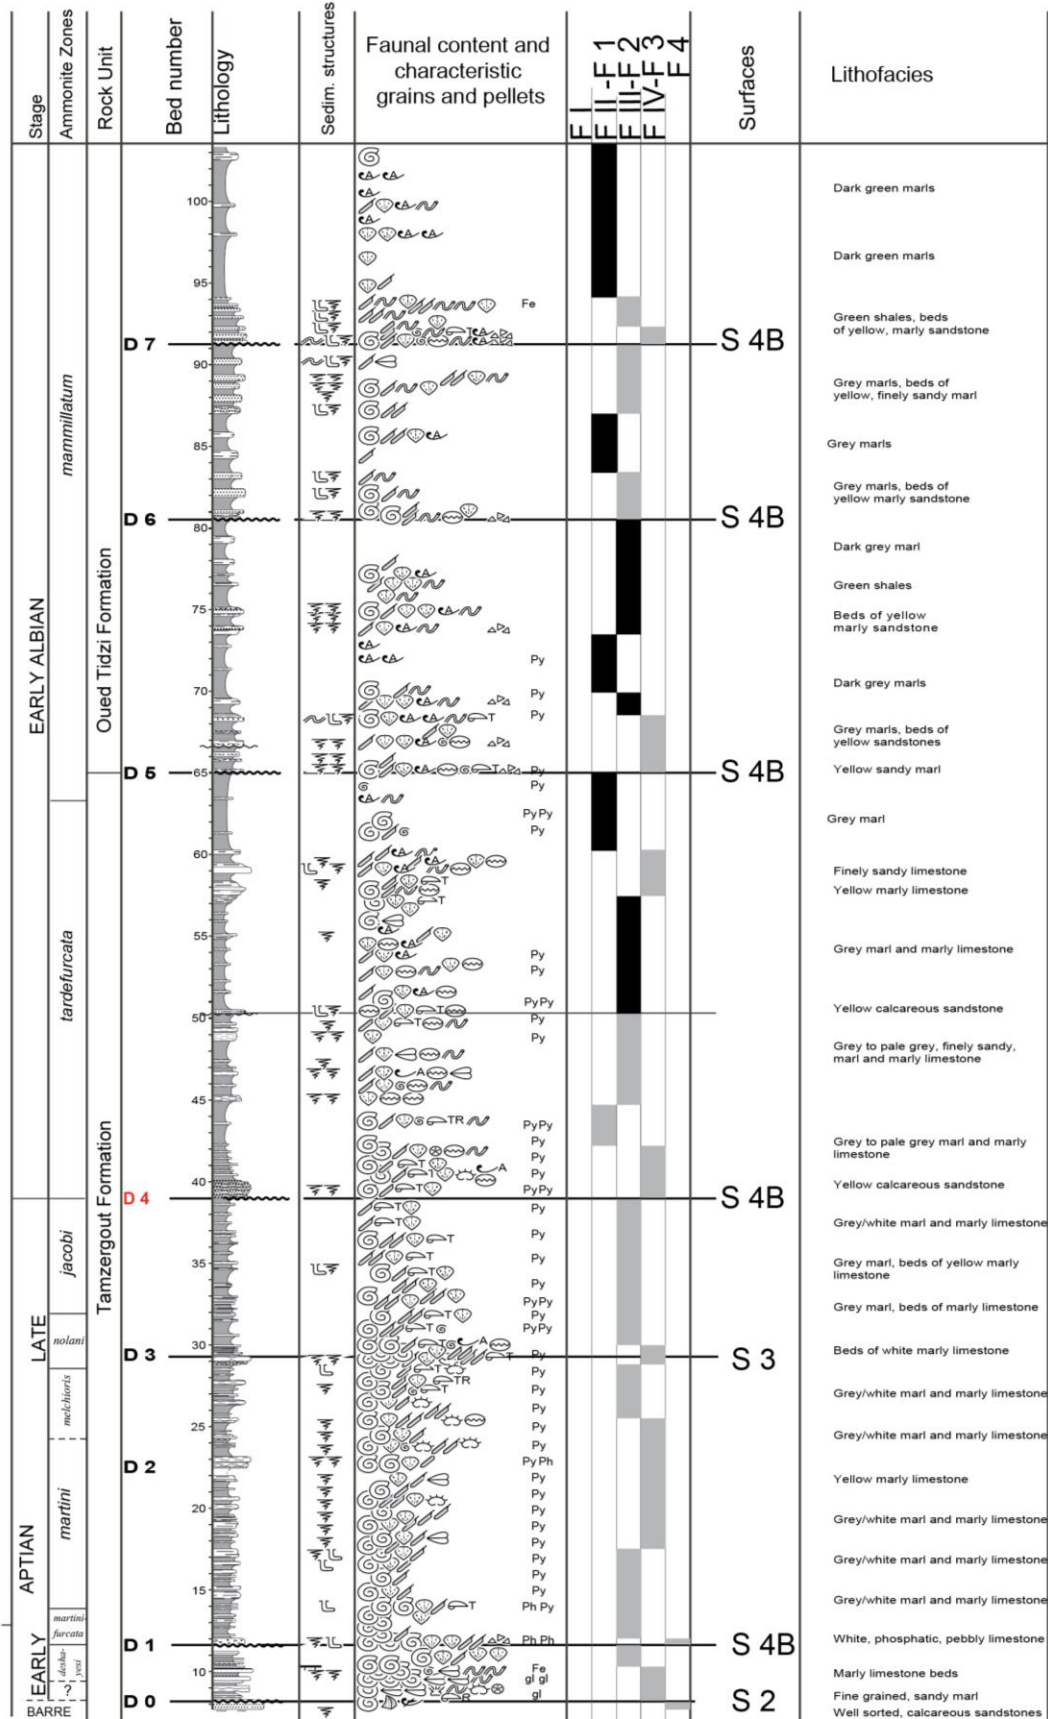 Stage
Ammonite Zones
Rock Unit
Bed number
Lithology
Sedim. structures
Faunal content and
characteristic
grains and pellets
F I
F II -F 1
F III-F 2
F IV-F 3
F 4
Surfaces
Lithofacies
EARLY ALBIAN
LATE
APTIAN
EARLY
BARRE
mammillatum
tardefurcata
jacobi
nolani
melchioris
martini
martini-
furcata
desha-
yesi
?
Oued Tidzi Formation
Tamzergout Formation
D 7
D 6
D 5
D 4
D 3
D 2
D 1
D 0
100
95
90
85
80
75
70
65
60
55
50
45
40
35
30
25
20
15
10
Fe
Py
Py
Py
Py
Py
Py Py
Py
Py
Py
Py Py
Py
Py
Py Py
Py
Py
Py
Py Py
Py
Py
Py
Py
Py Py
Py
Py Py
Py
Py
Py
Py
Py
Py
Py Ph
Py
Py
Py
Py
Py
Py
Py
Py
Ph Py
Ph Ph
Fe
gl gl
gl
S 4B
S 4B
S 4B
S 4B
S 3
S 4B
S 2
Dark green marls
Dark green marls
Green shales, beds
of yellow, marly sandstone
Grey marls, beds of
yellow, finely sandy marl
Grey marls
Grey marls, beds of
yellow marly sandstone
Dark grey marl
Green shales
Beds of yellow
marly sandstone
Dark grey marls
Grey marls, beds of
yellow sandstones
Yellow sandy marl
Grey marl
Finely sandy limestone
Yellow marly limestone
Grey marl and marly limestone
Yellow calcareous sandstone
Grey to pale grey, finely sandy,
marl and marly limestone
Grey to pale grey marl and marly
limestone
Yellow calcareous sandstone
Grey/white marl and marly limestone
Grey marl, beds of yellow marly
limestone
Grey marl, beds of marly limestone
Beds of white marly limestone
Grey/white marl and marly limestone
Grey/white marl and marly limestone
Yellow marly limestone
Grey/white marl and marly limestone
Grey/white marl and marly limestone
Grey/white marl and marly limestone
White, phosphatic, pebbly limestone
Marly limestone beds
Fine grained, sandy marl
Well sorted, calcareous sandstones